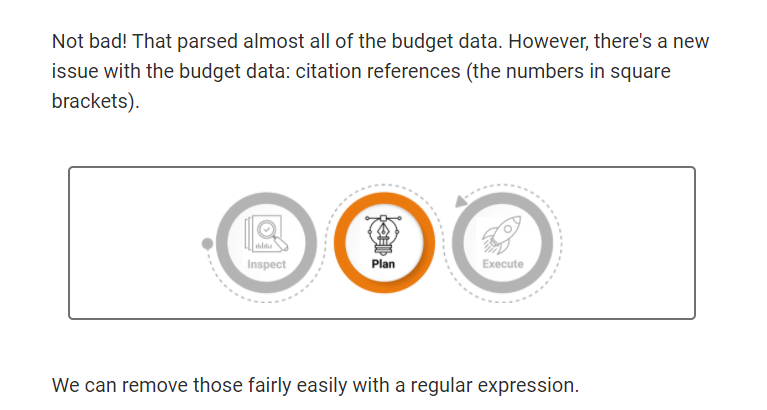 Not bad! That parsed almost all of the budget data. However, there's a new
issue with the budget data: citation references (the numbers in square
brackets).
Inspect
Plan
Execute
We can remove those fairly easily with a regular expression.